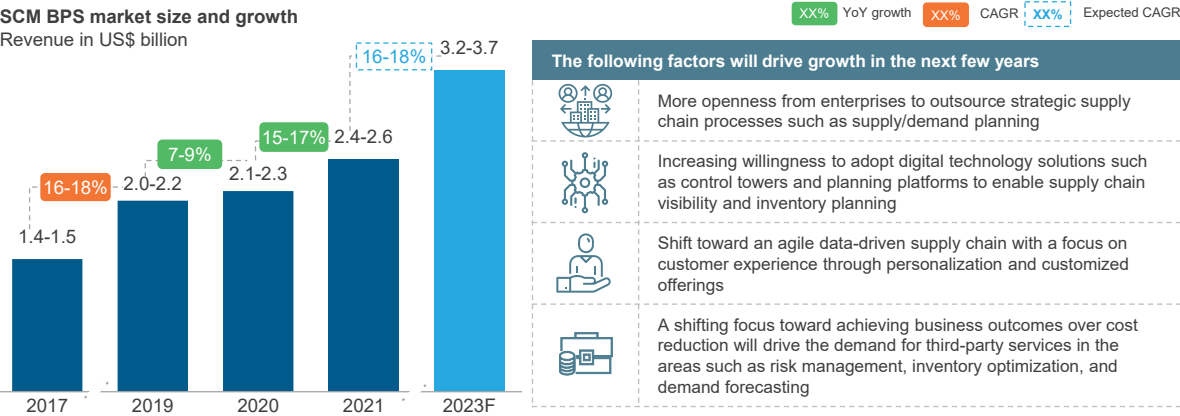 SCM BPS market size and growth
Revenue in US$ billion
XX% YoY growth XX% CAGR XX% Expected CAGR
16-18% 3.2-3.7
15-17% 2.4-2.6
7-9%
2.1-2.3
16-18% 2.0-2.2
1.4-1.5
2017 2019 2020 2021 2023F
The following factors will drive growth in the next few years
More openness from enterprises to outsource strategic supply
chain processes such as supply/demand planning
Increasing willingness to adopt digital technology solutions such
as control towers and planning platforms to enable supply chain
visibility and inventory planning
Shift toward an agile data-driven supply chain with a focus on
customer experience through personalization and customized
offerings
A shifting focus toward achieving business outcomes over cost
reduction will drive the demand for third-party services in the
areas such as risk management, inventory optimization, and
demand forecasting